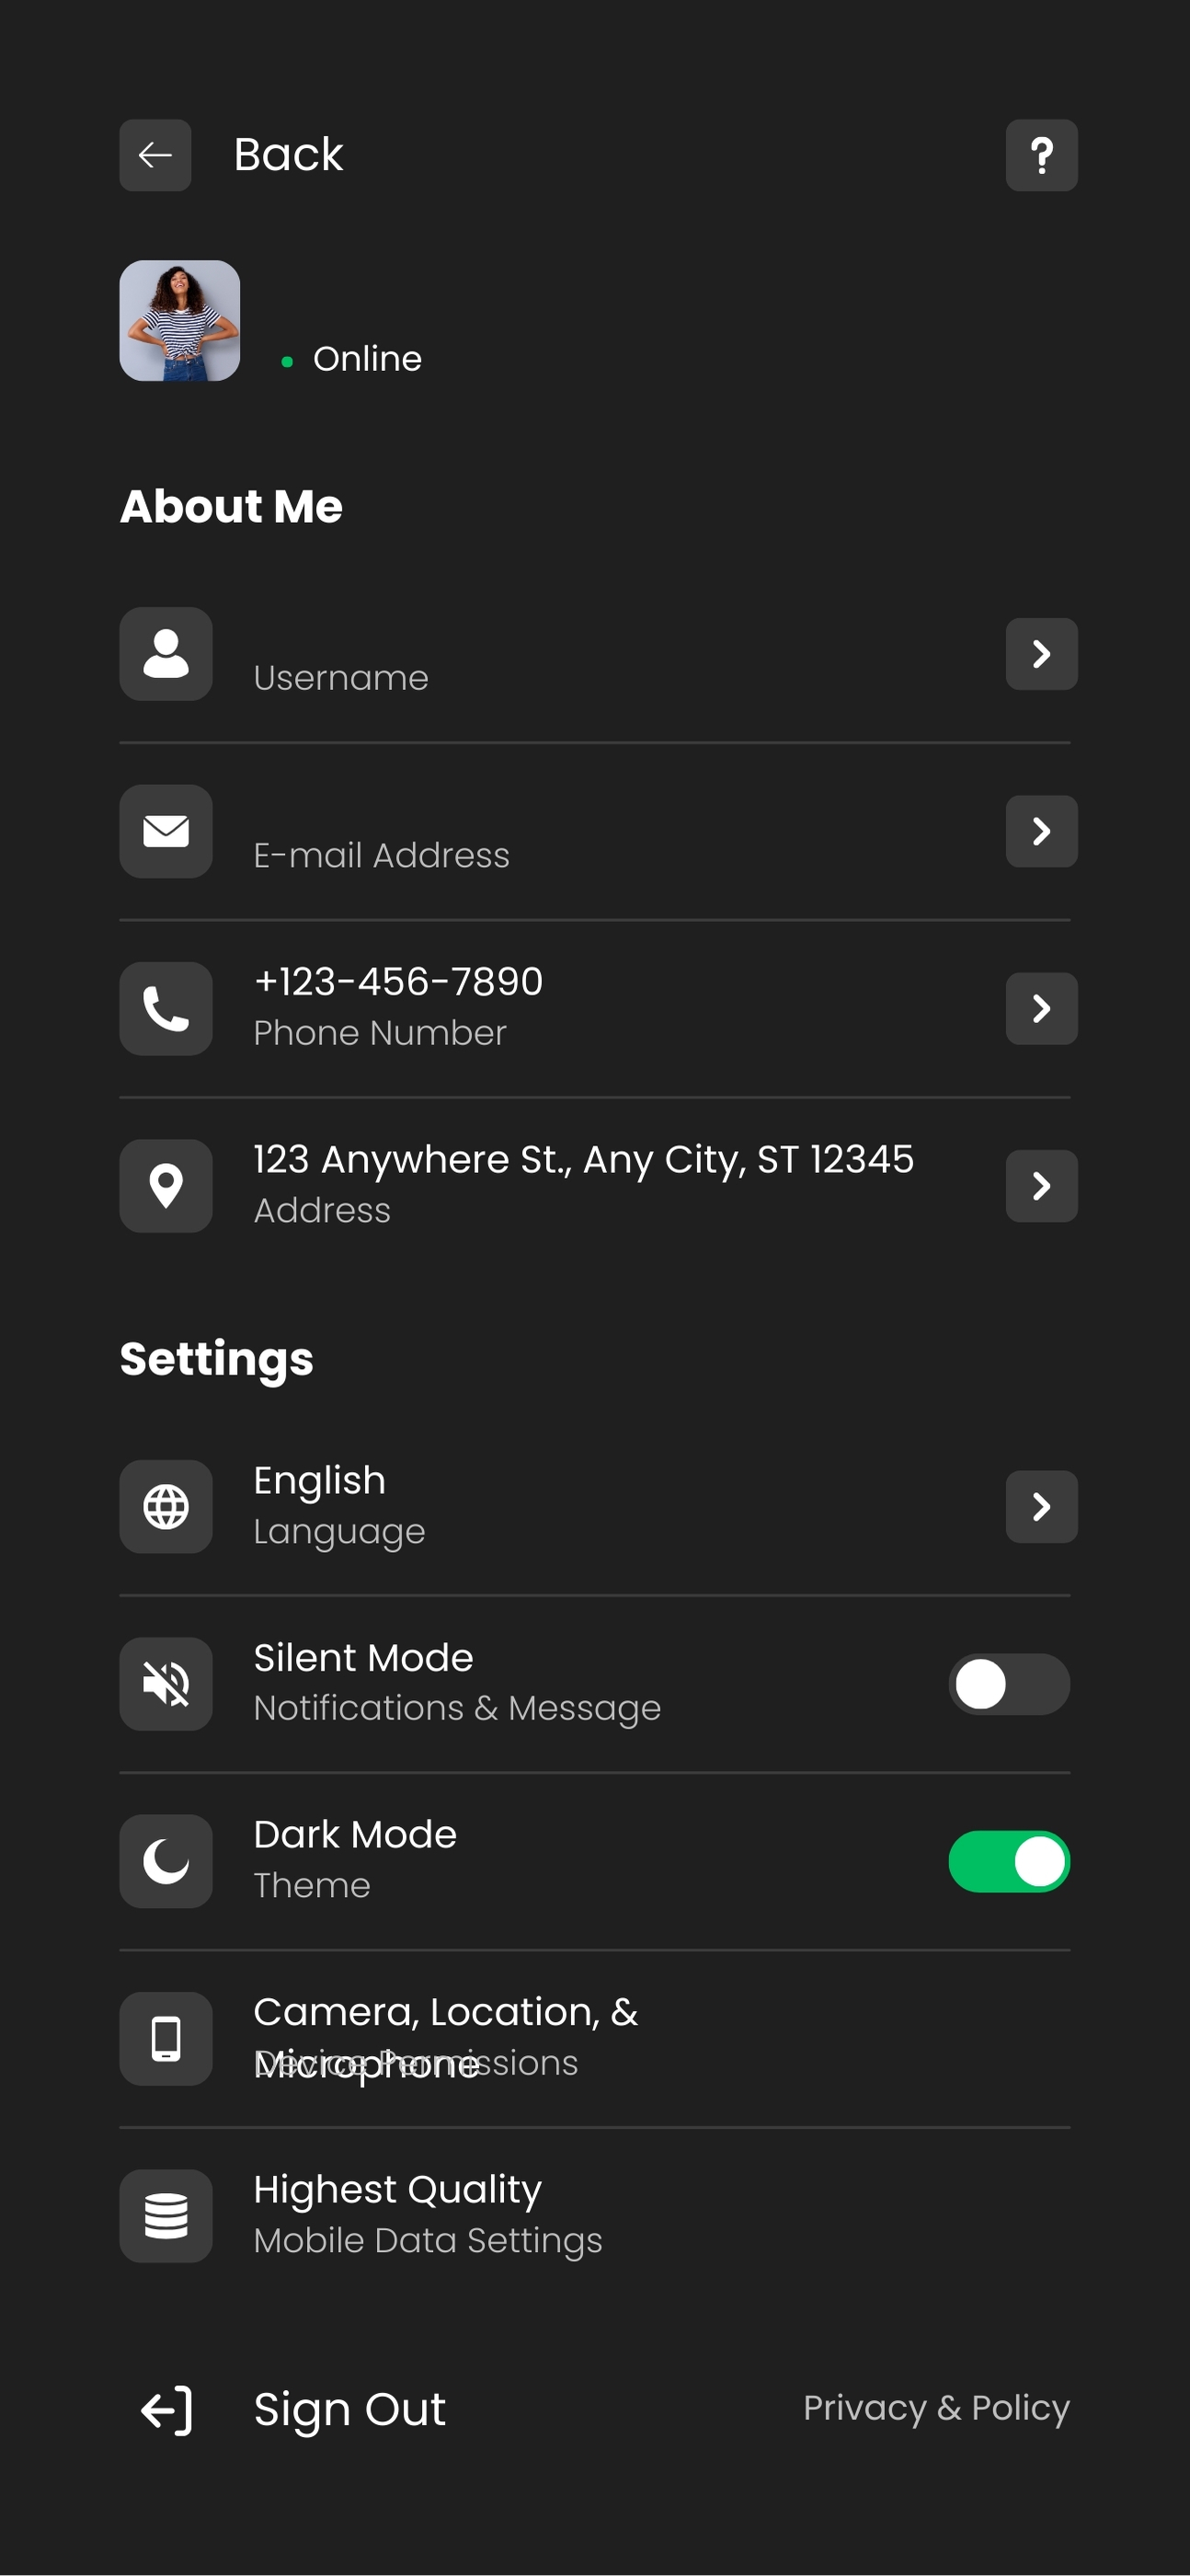 Back
?
Online
About Me
Username
E-mail Address
+123-456-7890
Phone Number
123 Anywhere St., Any City, ST 12345
Address
Settings
English
Language
Silent Mode
Notifications & Message
Dark Mode
Theme
Camera, Location, &
Microphone
Device Permissions
Highest Quality
Mobile Data Settings
Sign Out
Privacy & Policy